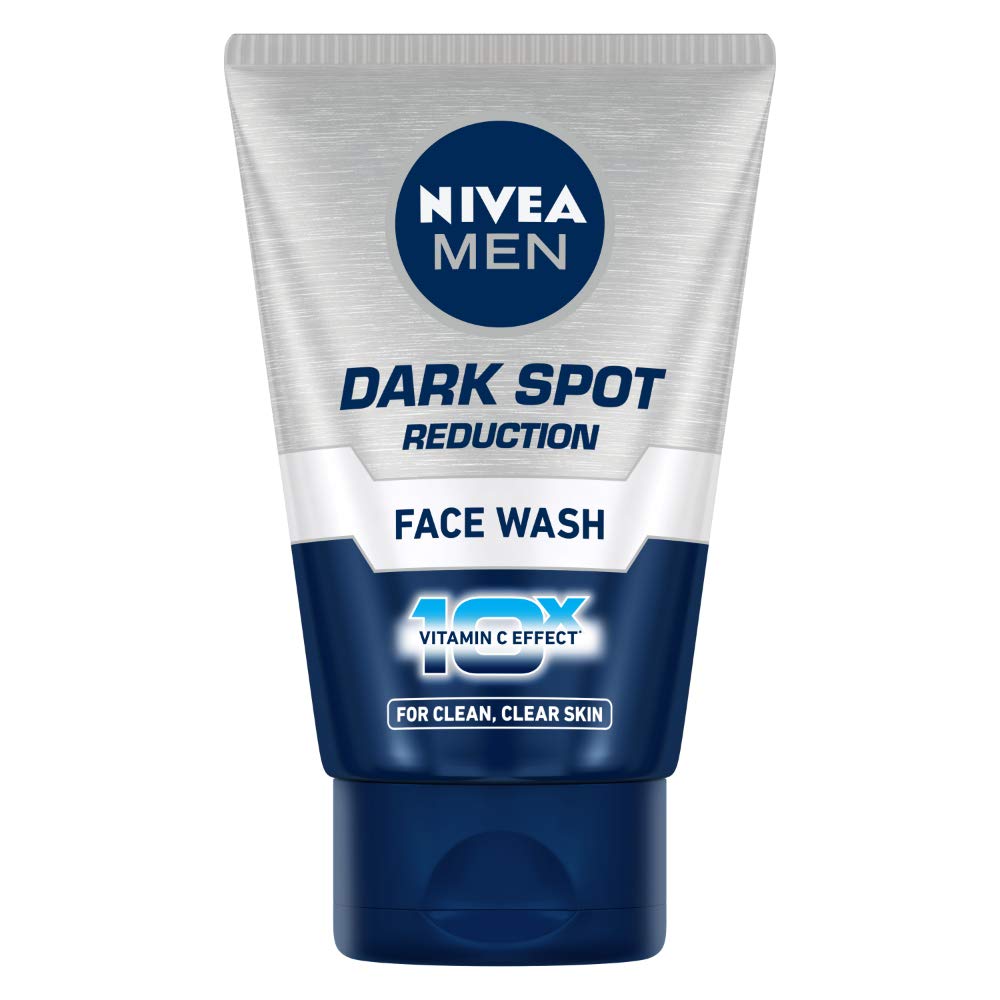 NIVEA
MEN
DARK SPOT
REDUCTION
FACE WASH
10x
VITAMIN C EFFECT*
FOR CLEAN, CLEAR SKIN